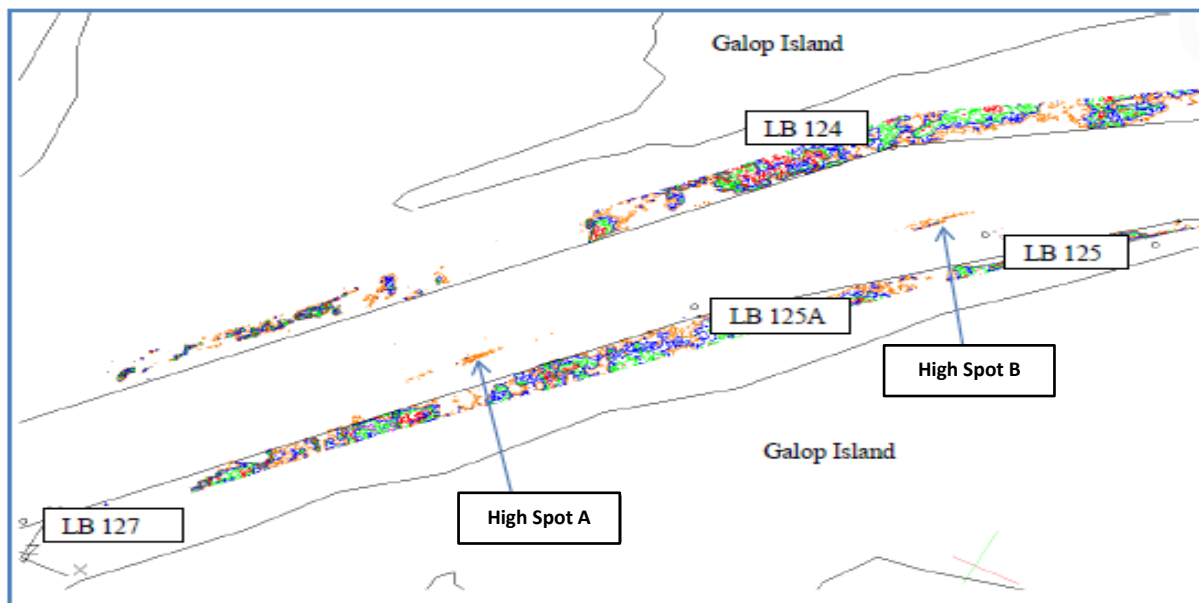 Galop Island
LB 124
LB 125
LB 125A
High Spot B
Galop Island
High Spot A
LB 127